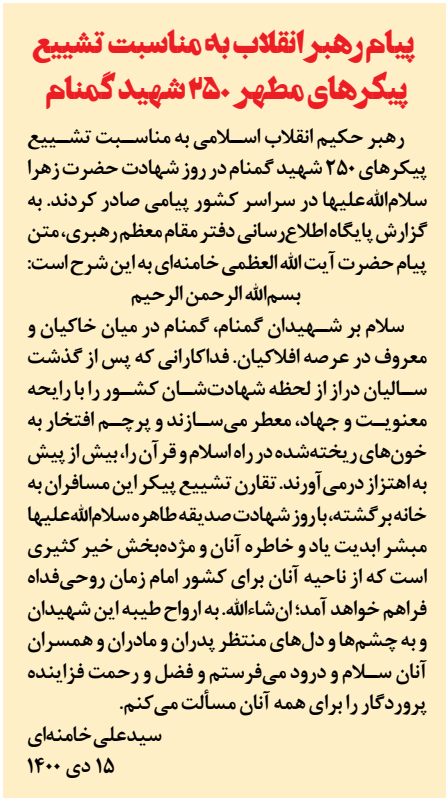 پیام رهبر انقلاب به مناسبت تشییع
پیکرهای مطهر ۲۵۰ شهید گمنام
رهبر حکیم انقلاب اسلامی به مناسبت تشییع
پیکرهای ۲۵۰ شهید گمنام در روز شهادت حضرت زهرا
سلام‌الله‌علیها در سراسر کشور پیامی صادر کردند. به
گزارش پایگاه اطلاع‌رسانی دفتر مقام معظم رهبری، متن
پیام حضرت آیت الله العظمی خامنه‌ای به این شرح است:
بسم‌الله الرحمن الرحیم
سلام بر شهیدان گمنام، گمنام در میان خاکیان و
معروف در عرصه افلاکیان. فداکارانی که پس از گذشت
سالیان دراز از لحظه شهادت‌شان کشور را با رایحه
معنویت و جهاد، معطر می‌سازند و پرچم افتخار به
خون‌های ریخته‌شده در راه اسلام و قرآن را، بیش از پیش
به اهتزاز درمی‌آورند. تقارن تشییع پیکر این مسافران به
خانه برگشته، با روز شهادت صدیقه طاهره سلام‌الله‌علیها
مبشر ابدیت یاد و خاطره آنان و مژده‌بخش خیر کثیری
است که از ناحیه آنان برای کشور امام زمان روحی‌فداه
فراهم خواهد آمد؛ ان‌شاءالله. به ارواح طیبه این شهیدان
و به چشم‌ها و دل‌های منتظر پدران و مادران و همسران
آنان سلام و درود می‌فرستم و فضل و رحمت فزاینده
پروردگار را برای همه آنان مسألت می‌کنم.
سیدعلی خامنه‌ای
۱۵ دی ۱۴۰۰